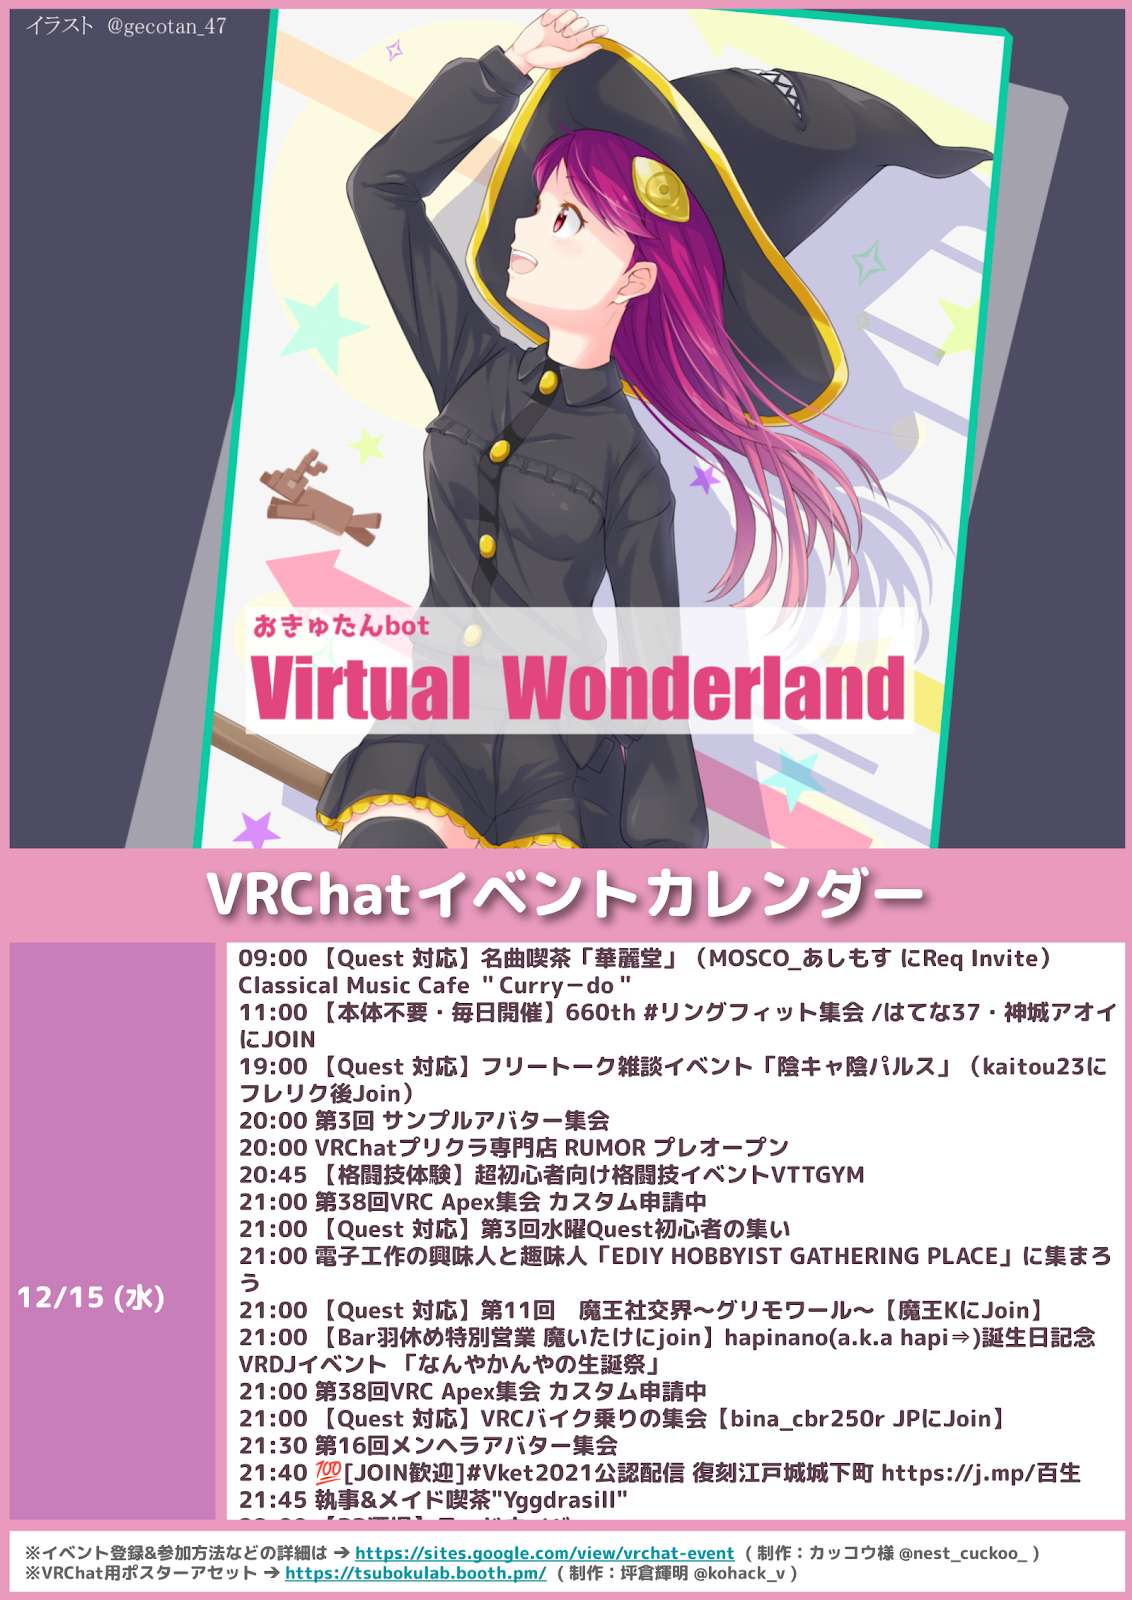 イラスト @gecotan_47
おきゅたんbot
Virtual Wonderland
VRChatイベントカレンダー
12/15 (水)
09:00 【Quest 対応】名曲喫茶「華麗堂」（MOSCO_あしもす にReq Invite）
Classical Music Cafe ＂Curry－do＂
11:00 【本体不要・毎日開催】660th #リングフィット集会 /はてな37・神城アオイ
にJOIN
19:00 【Quest 対応】フリートーク雑談イベント「陰キャ陰パルス」（kaitou23に
フレリク後Join）
20:00 第3回 サンプルアバター集会
20:00 VRChatプリクラ専門店 RUMOR プレオープン
20:45 【格闘技体験】超初心者向け格闘技イベントVTTGYM
21:00 第38回VRC Apex集会 カスタム申請中
21:00 【Quest 対応】第3回水曜Quest初心者の集い
21:00 電子工作の興味人と趣味人「EDIY HOBBYIST GATHERING PLACE」に集まろ
う
21:00 【Quest 対応】第11回　魔王社交界～グリモワール～【魔王KにJoin】
21:00 【Bar羽休め特別営業 魔いたけにjoin】hapinano(a.k.a hapi⇒)誕生日記念
VRDJイベント 「なんやかんやの生誕祭」
21:00 第38回VRC Apex集会 カスタム申請中
21:00 【Quest 対応】VRCバイク乗りの集会【bina_cbr250r JPにJoin】
21:30 第16回メンヘラアバター集会
21:40 💯[JOIN歓迎]#Vket2021公認配信 復刻江戸城城下町 https://j.mp/百生
21:45 執事&メイド喫茶"Yggdrasill"
※イベント登録&参加方法などの詳細は ➔ https://sites.google.com/view/vrchat-event （ 制作：カッコウ様 @nest_cuckoo_ ）
※VRChat用ポスターアセット ➔ https://tsubokulab.booth.pm/ （ 制作：坪倉輝明 @kohack_v ）